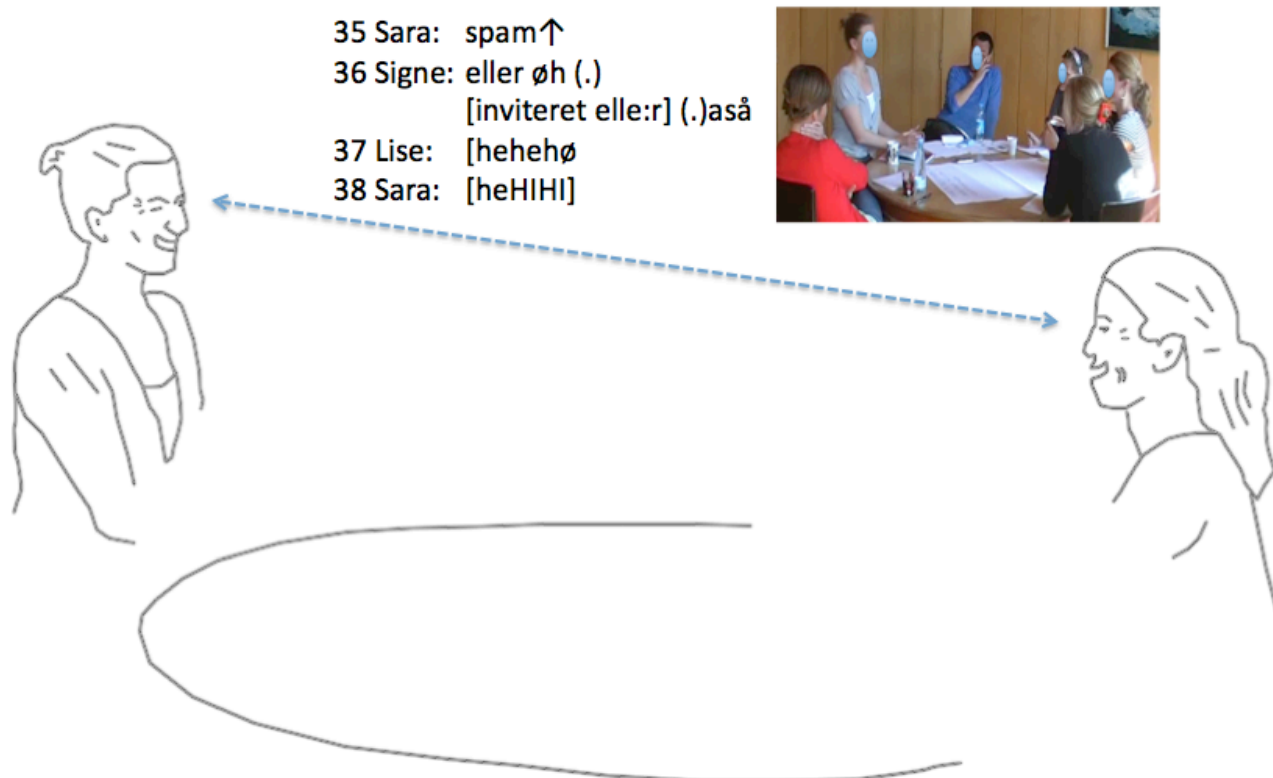 35 Sara: spam↑
36 Signe: eller øh (.)
[inviteret elle:r] (.)aså
37 Lise: [hehehø
38 Sara: [heHIHI]